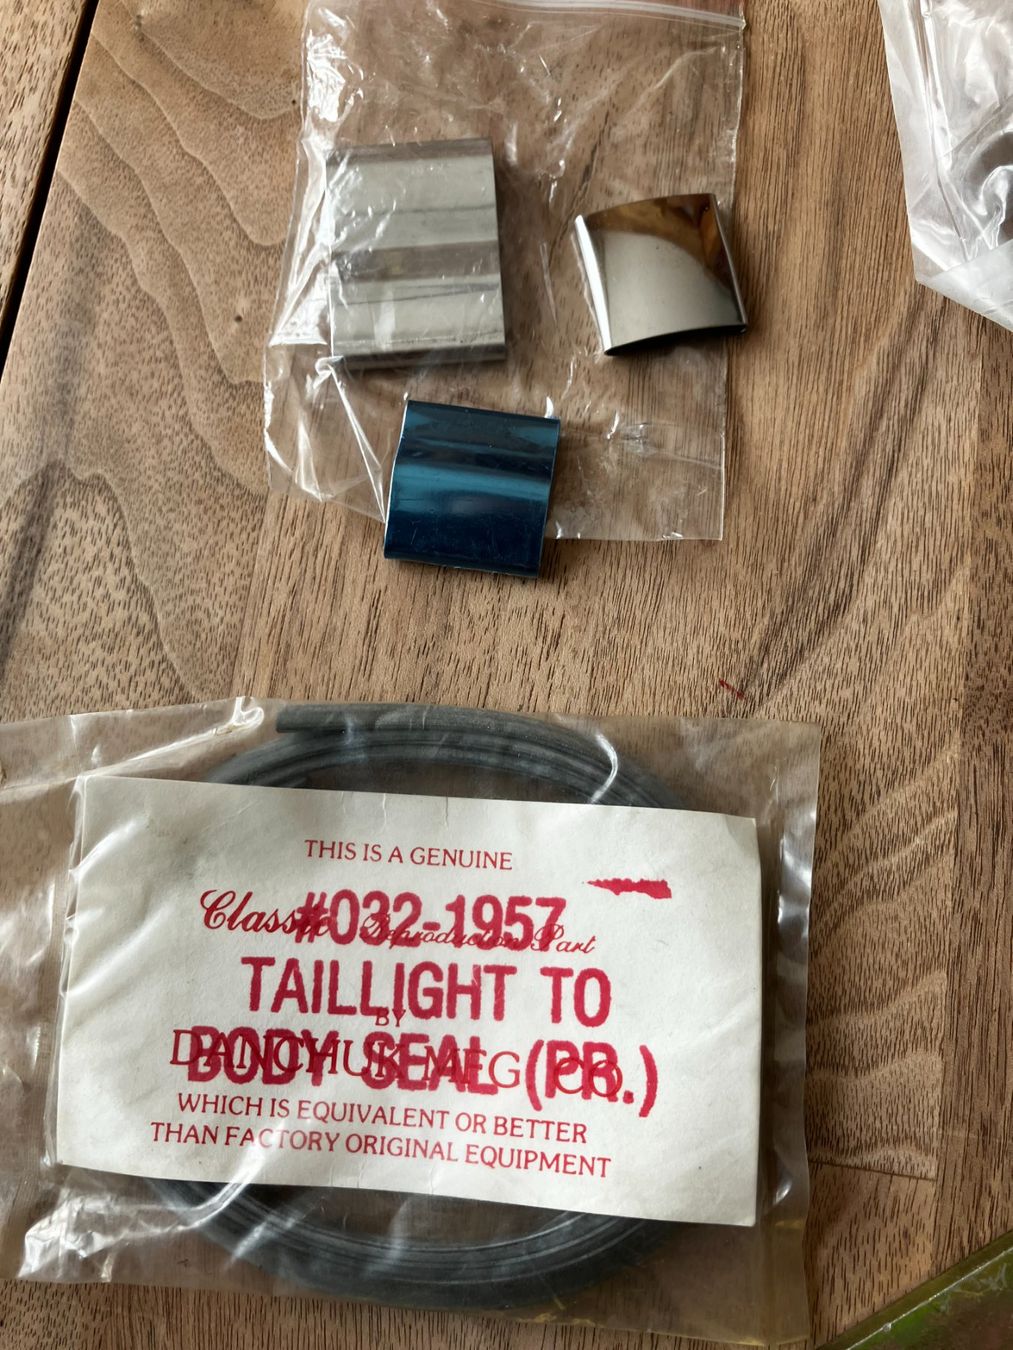 THIS IS A GENUINE
#032-1957
Classic Reproduction Part
TAILLIGHT TO
BY
BODY SEAL (PR.)
DANCHUK MFG CO.
WHICH IS EQUIVALENT OR BETTER
THAN FACTORY ORIGINAL EQUIPMENT